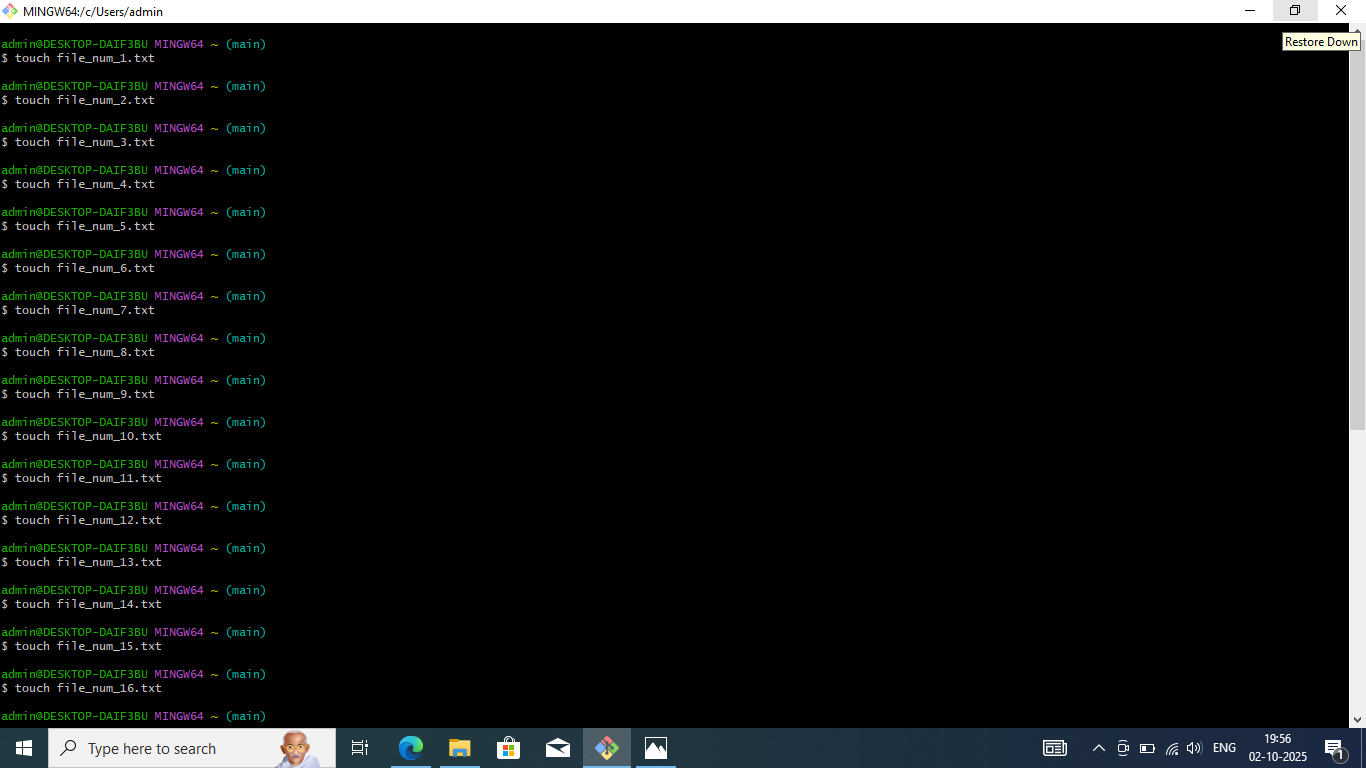 MINGW64:/c/Users/admin
Restore Down
admin@DESKTOP-DAIF3BU MINGW64 ~ (main)
$ touch file_num_1.txt
admin@DESKTOP-DAIF3BU MINGW64 ~ (main)
$ touch file_num_2.txt
admin@DESKTOP-DAIF3BU MINGW64 ~ (main)
$ touch file_num_3.txt
admin@DESKTOP-DAIF3BU MINGW64 ~ (main)
$ touch file_num_4.txt
admin@DESKTOP-DAIF3BU MINGW64 ~ (main)
$ touch file_num_5.txt
admin@DESKTOP-DAIF3BU MINGW64 ~ (main)
$ touch file_num_6.txt
admin@DESKTOP-DAIF3BU MINGW64 ~ (main)
$ touch file_num_7.txt
admin@DESKTOP-DAIF3BU MINGW64 ~ (main)
$ touch file_num_8.txt
admin@DESKTOP-DAIF3BU MINGW64 ~ (main)
$ touch file_num_9.txt
admin@DESKTOP-DAIF3BU MINGW64 ~ (main)
$ touch file_num_10.txt
admin@DESKTOP-DAIF3BU MINGW64 ~ (main)
$ touch file_num_11.txt
admin@DESKTOP-DAIF3BU MINGW64 ~ (main)
$ touch file_num_12.txt
admin@DESKTOP-DAIF3BU MINGW64 ~ (main)
$ touch file_num_13.txt
admin@DESKTOP-DAIF3BU MINGW64 ~ (main)
$ touch file_num_14.txt
admin@DESKTOP-DAIF3BU MINGW64 ~ (main)
$ touch file_num_15.txt
admin@DESKTOP-DAIF3BU MINGW64 ~ (main)
$ touch file_num_16.txt
admin@DESKTOP-DAIF3BU MINGW64 ~ (main)
Type here to search
ENG
19:56
02-10-2025
1